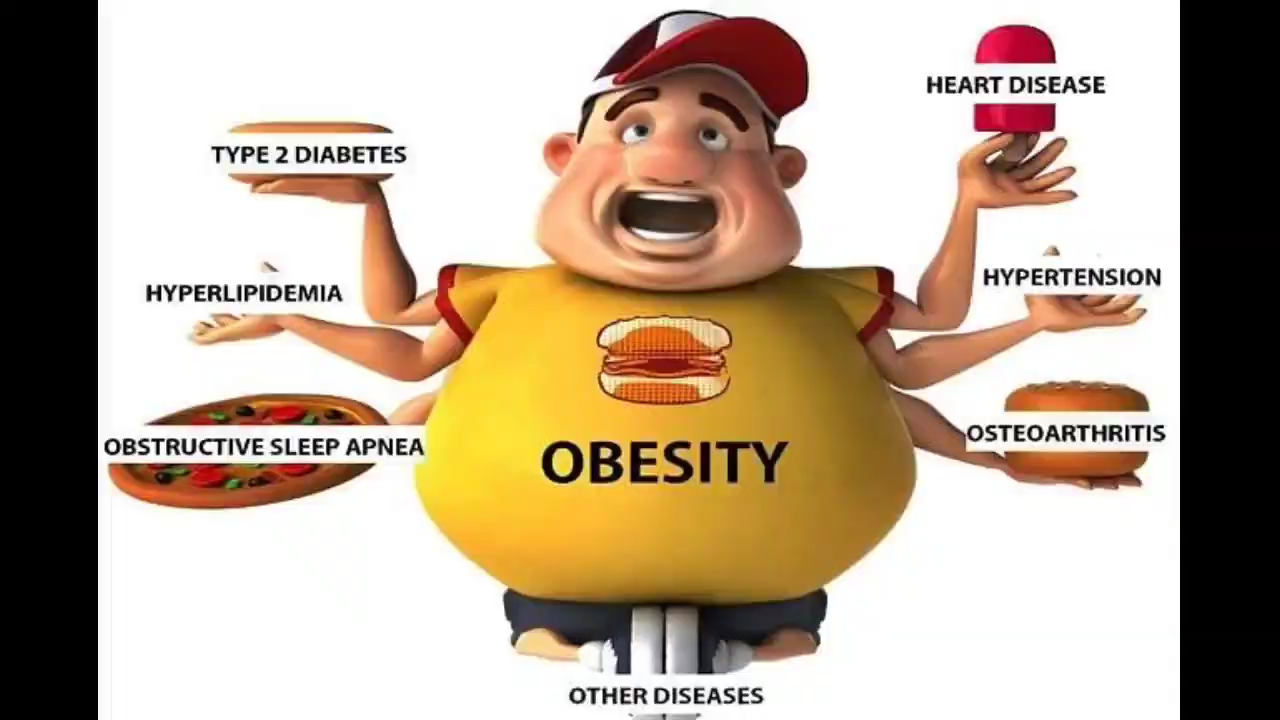 HEART DISEASE
TYPE 2 DIABETES
HYPERTENSION
HYPERLIPIDEMIA
OSTEOARTHRITIS
OBSTRUCTIVE SLEEP APNEA
OBESITY
OTHER DISEASES